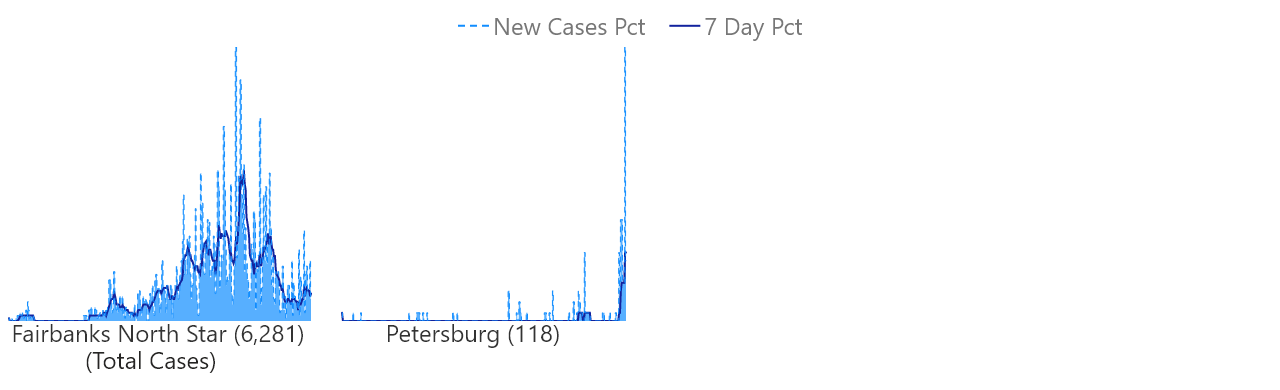 New Cases Pct 7 Day Pct
Fairbanks North Star (6,281) Petersburg (118)
(Total Cases)